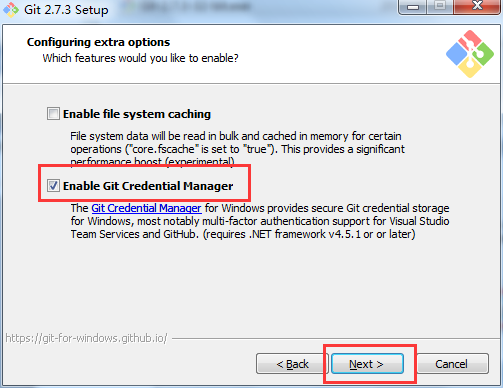 Git 2.7.3 Setup
Configuring extra options
Which features would you like to enable?
Enable file system caching
File system data will be read in bulk and cached in memory for certain
operations ("core.fscache" is set to "true"). This provides a significant
performance boost (experimental)
Enable Git Credential Manager
The Git Credential Manager for Windows provides secure Git credential storage
for Windows, most notably multi-factor authentication support for Visual Studio
Team Services and GitHub. (requires .NET framework v4.5.1 or or later)
https://git-for-windows.github.io/
< Back
Next >
Cancel